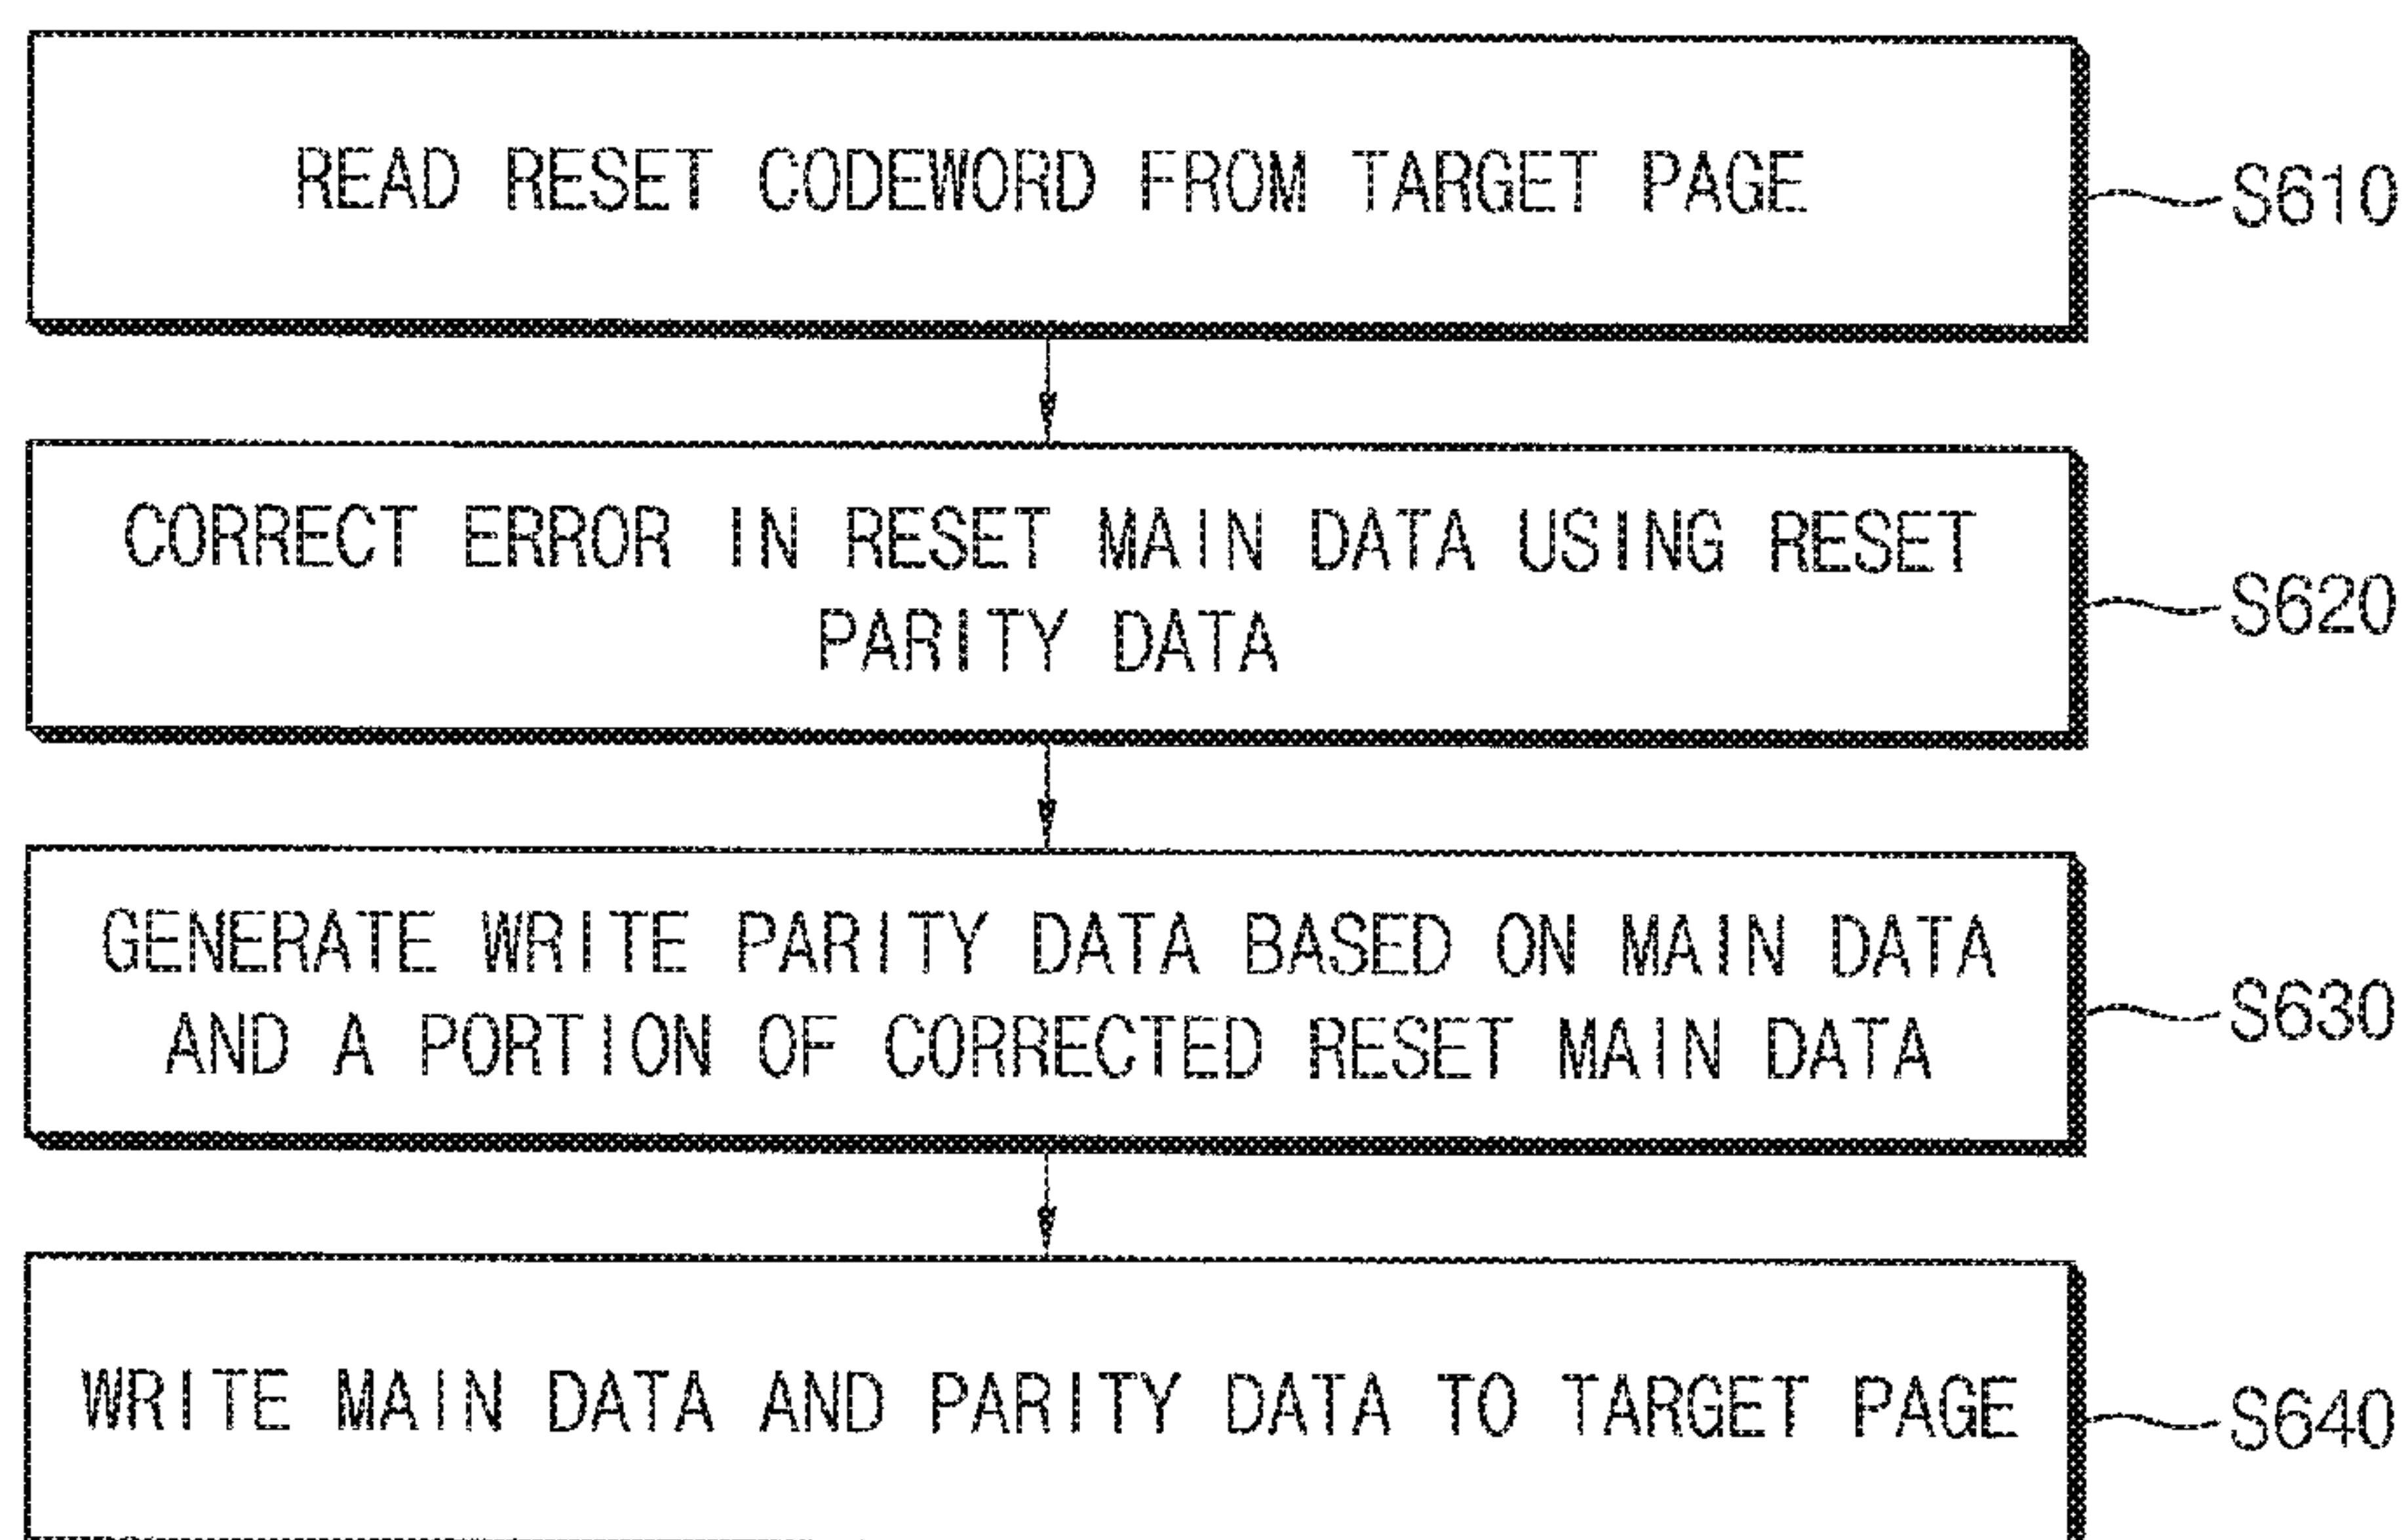 READ RESET CODEWORD FROM TARGET PAGE
S610
CORRECT ERROR IN RESET MAIN DATA USING RESET
PARITY DATA
S620
GENERATE WRITE PARITY DATA BASED ON MAIN DATA
AND A PORTION OF CORRECTED RESET MAIN DATA
S630
WRITE MAIN DATA AND PARITY DATA TO TARGET PAGE
S640